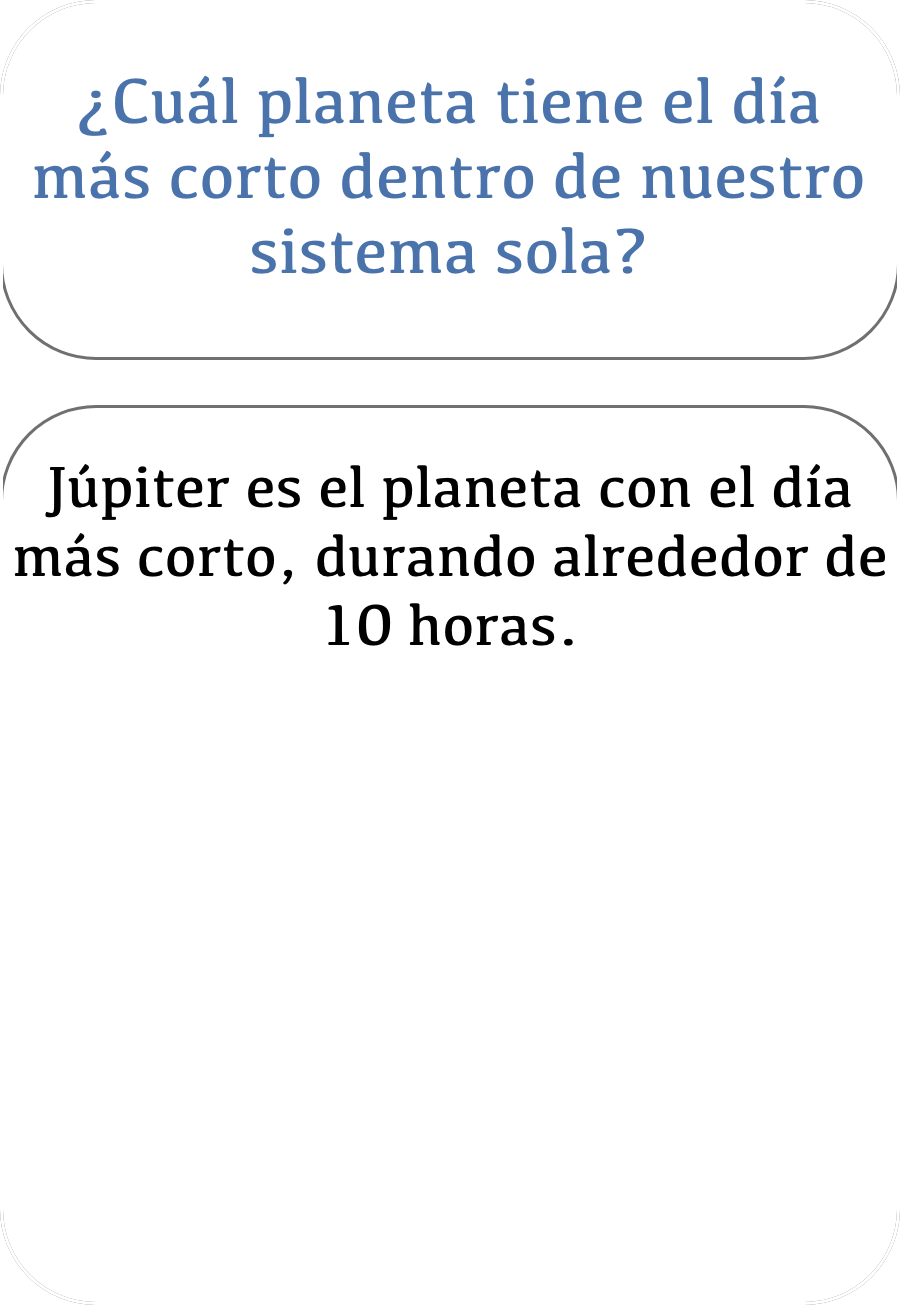 ¿Cuál planeta tiene el día
más corto dentro de nuestro
sistema sola?
Júpiter es el planeta con el día
más corto, durando alrededor de
10 horas.